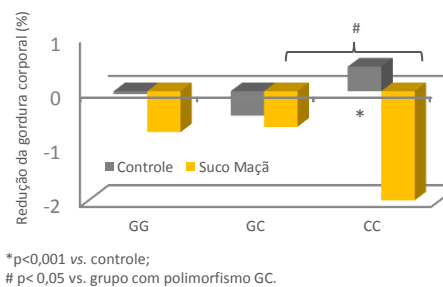 Redução da gordura corporal (%)
1
0
-1
-2
#
*
Controle
Suco Maçã
GG
GC
CC
*p<0,001 vs. controle;
# p< 0,05 vs. grupo com polimorfismo GC.